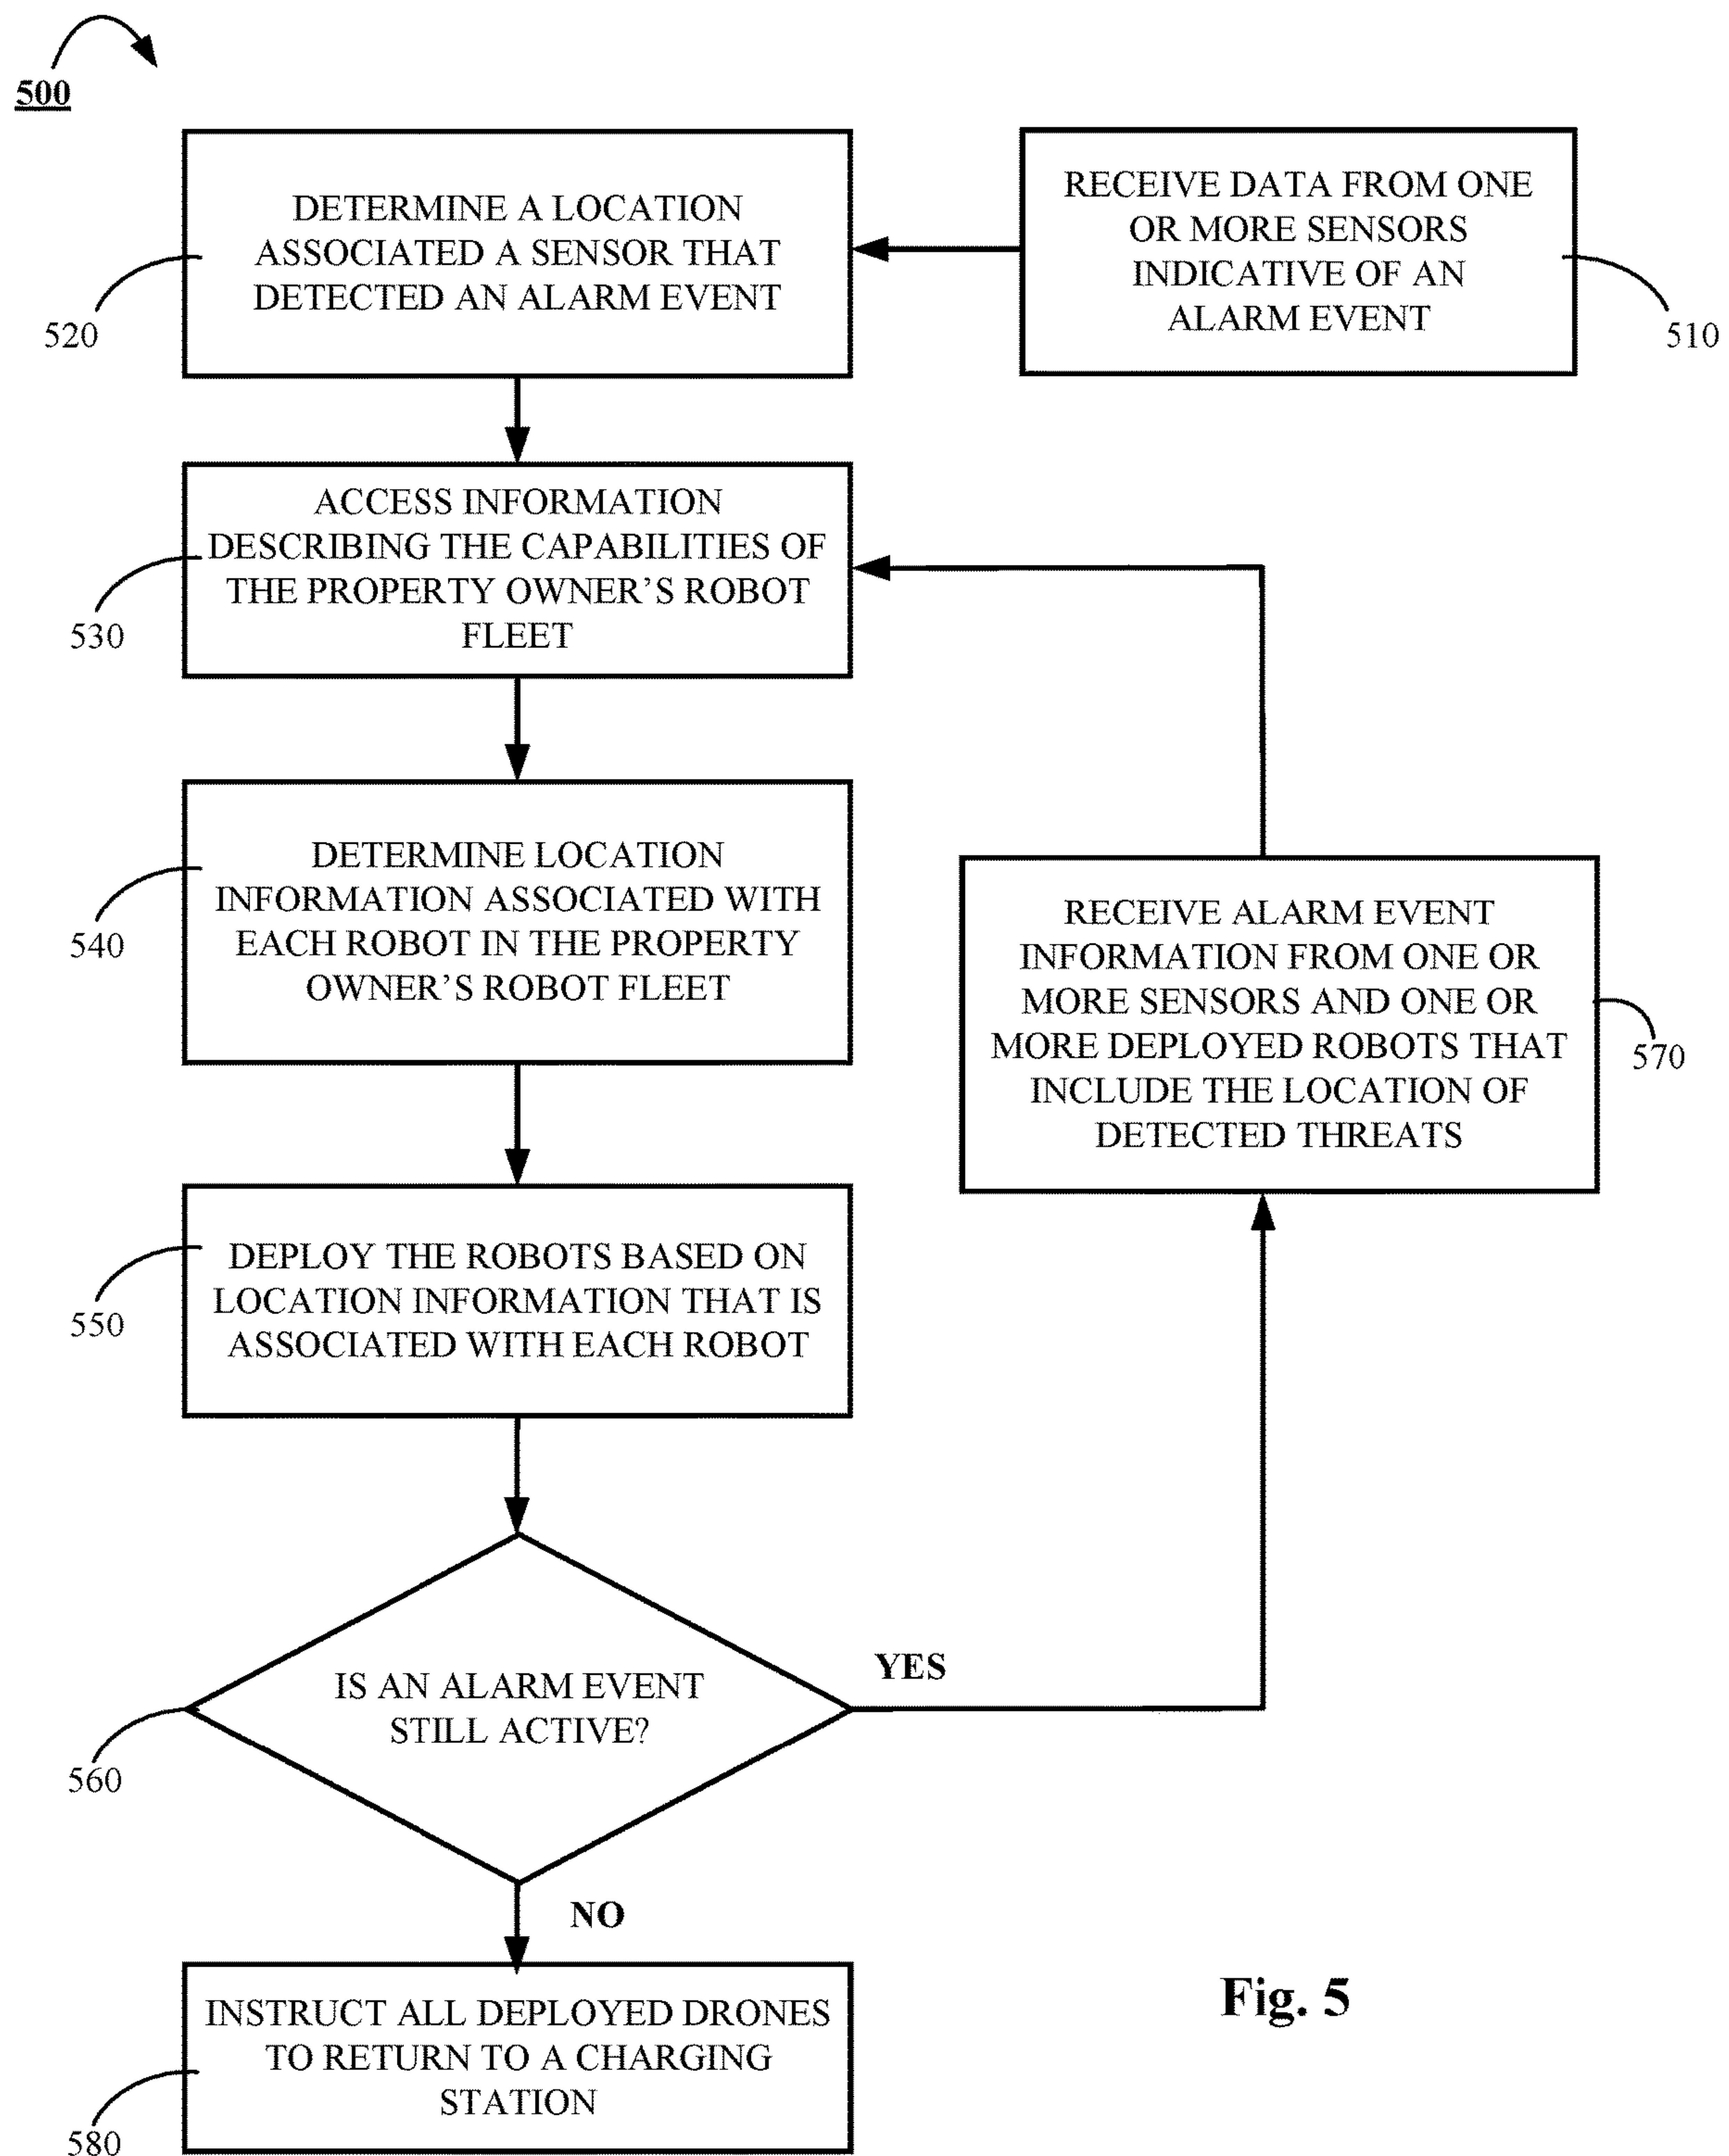 500
RECEIVE DATA FROM ONE
OR MORE SENSORS
INDICATIVE OF AN
ALARM EVENT
510
DETERMINE A LOCATION
ASSOCIATED A SENSOR THAT
DETECTED AN ALARM EVENT
520
ACCESS INFORMATION
DESCRIBING THE CAPABILITIES OF
THE PROPERTY OWNER'S ROBOT
FLEET
530
DETERMINE LOCATION
INFORMATION ASSOCIATED WITH
EACH ROBOT IN THE PROPERTY
OWNER'S ROBOT FLEET
540
DEPLOY THE ROBOTS BASED ON
LOCATION INFORMATION THAT IS
ASSOCIATED WITH EACH ROBOT
550
IS AN ALARM EVENT
STILL ACTIVE?
560
YES
RECEIVE ALARM EVENT
INFORMATION FROM ONE OR
MORE SENSORS AND ONE OR
MORE DEPLOYED ROBOTS THAT
INCLUDE THE LOCATION OF
DETECTED THREATS
570
NO
INSTRUCT ALL DEPLOYED DRONES
TO RETURN TO A CHARGING
STATION
580
Fig. 5